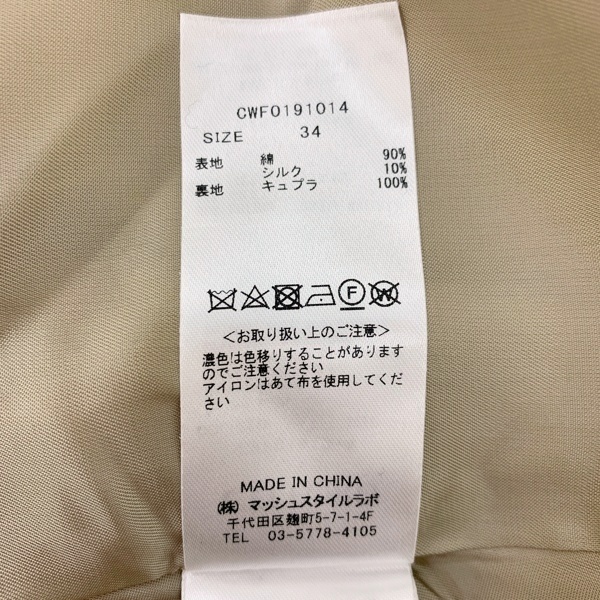 CWF0191014
SIZE 34
表地 綿 90%
シルク 10%
裏地 キュプラ 100%
F W
<お取り扱い上のご注意>
濃色は色移りすることがあります
のでご注意ください
アイロンはあて布を使用してくだ
さい
MADE IN CHINA
(株) マッシュスタイルラボ
千代田区麹町5-7-1-4F
TEL 03-5778-4105